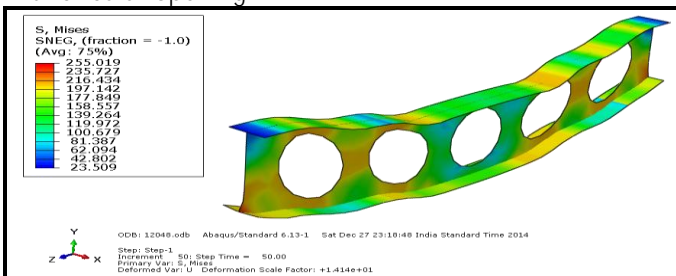 S, Mises
SNEG, (fraction = -1.0)
(Avg: 75%)
255.019
235.727
216.434
197.142
177.849
158.557
139.264
119.972
100.679
81.387
62.094
42.802
23.509
Y
Z X
ODB: 12048.odb Abaqus/Standard 6.13-1 Sat Dec 27 23:18:48 India Standard Time 2014
Step: Step-1
Increment 50: Step Time = 50.00
Primary Var: S, Mises
Deformed Var: U Deformation Scale Factor: +1.414e+01